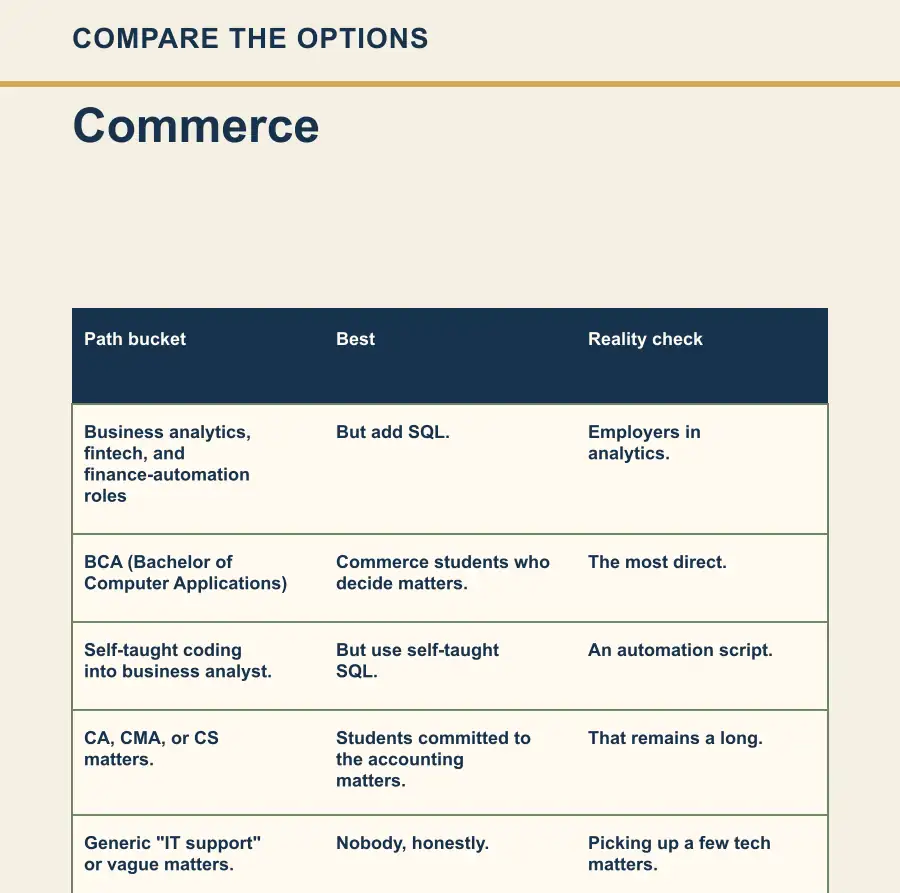 COMPARE THE OPTIONS
Commerce
Path bucket
Best
Reality check
Business analytics,
fintech, and
finance-automation
roles
But add SQL.
Employers in
analytics.
BCA (Bachelor of
Computer Applications)
Commerce students who
decide matters.
The most direct.
Self-taught coding
into business analyst.
But use self-taught
SQL.
An automation script.
CA, CMA, or CS
matters.
Students committed to
the accounting
matters.
That remains a long.
Generic "IT support"
or vague matters.
Nobody, honestly.
Picking up a few tech
matters.